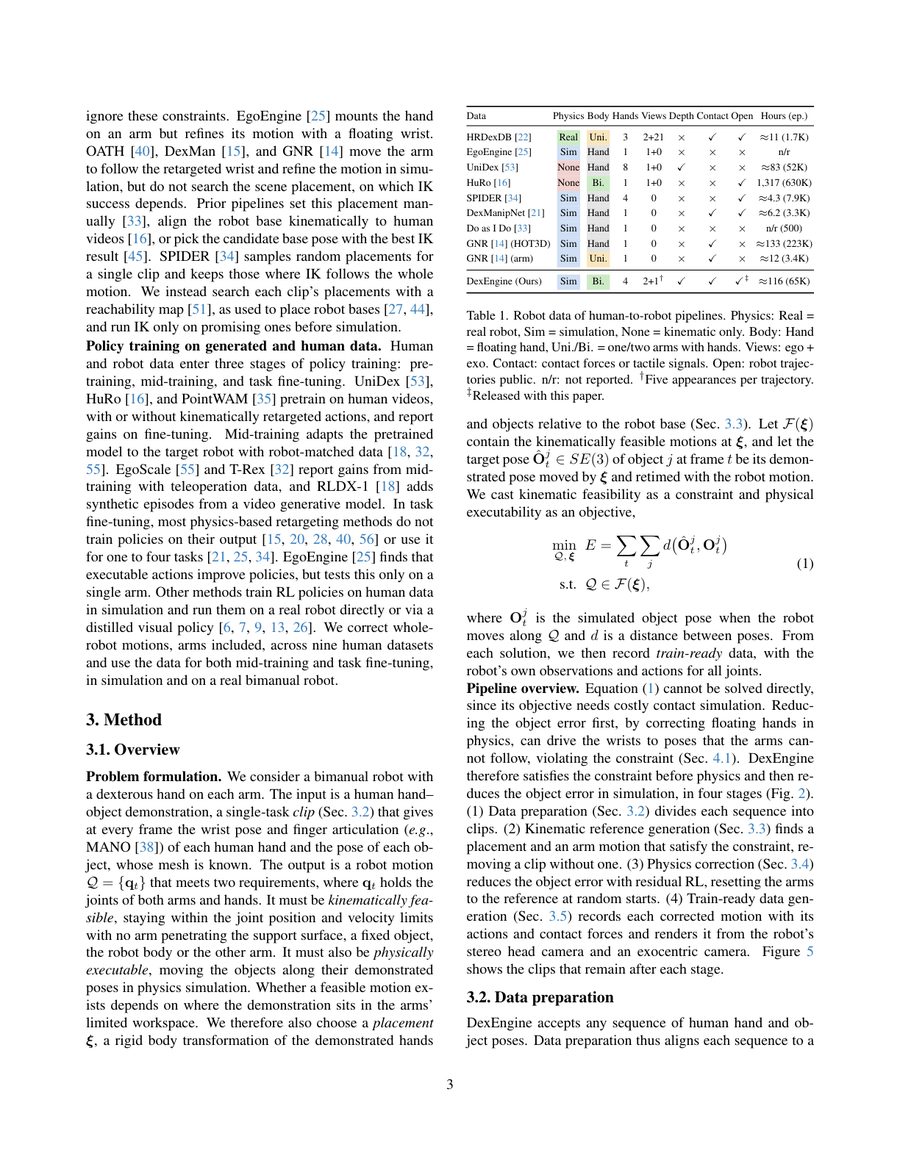 ignore these constraints. EgoEngine [25] mounts the hand
on an arm but refines its motion with a floating wrist.
OATH [40], DexMan [15], and GNR [14] move the arm
to follow the retargeted wrist and refine the motion in simu-
lation, but do not search the scene placement, on which IK
success depends. Prior pipelines set this placement man-
ually [33], align the robot base kinematically to human
videos [16], or pick the candidate base pose with the best IK
result [45]. SPIDER [34] samples random placements for
a single clip and keeps those where IK follows the whole
motion. We instead search each clip's placements with a
reachability map [51], as used to place robot bases [27, 44],
and run IK only on promising ones before simulation.
Policy training on generated and human data. Human
and robot data enter three stages of policy training: pre-
training, mid-training, and task fine-tuning. UniDex [53],
HuRo [16], and PointWAM [35] pretrain on human videos,
with or without kinematically retargeted actions, and report
gains on fine-tuning. Mid-training adapts the pretrained
model to the target robot with robot-matched data [18, 32,
55]. EgoScale [55] and T-Rex [32] report gains from mid-
training with teleoperation data, and RLDX-1 [18] adds
synthetic episodes from a video generative model. In task
fine-tuning, most physics-based retargeting methods do not
train policies on their output [15, 20, 28, 40, 56] or use it
for one to four tasks [21, 25, 34]. EgoEngine [25] finds that
executable actions improve policies, but tests this only on a
single arm. Other methods train RL policies on human data
in simulation and run them on a real robot directly or via a
distilled visual policy [6, 7, 9, 13, 26]. We correct whole-
robot motions, arms included, across nine human datasets
and use the data for both mid-training and task fine-tuning,
in simulation and on a real bimanual robot.
3. Method
3.1. Overview
Problem formulation. We consider a bimanual robot with
a dexterous hand on each arm. The input is a human hand–
object demonstration, a single-task clip (Sec. 3.2) that gives
at every frame the wrist pose and finger articulation (e.g.,
MANO [38]) of each human hand and the pose of each ob-
ject, whose mesh is known. The output is a robot motion
Q = {qt} that meets two requirements, where qt holds the
joints of both arms and hands. It must be kinematically fea-
sible, staying within the joint position and velocity limits
with no arm penetrating the support surface, a fixed object,
the robot body or the other arm. It must also be physically
executable, moving the objects along their demonstrated
poses in physics simulation. Whether a feasible motion ex-
ists depends on where the demonstration sits in the arms'
limited workspace. We therefore also choose a placement
ξ, a rigid body transformation of the demonstrated hands
Data Physics Body Hands Views Depth Contact Open Hours (ep.)
HRDexDB [22] Real Uni. 3 2+21 × ✓ ✓ ≈11 (1.7K)
EgoEngine [25] Sim Hand 1 1+0 × × × n/r
UniDex [53] None Hand 8 1+0 ✓ × × ≈83 (52K)
HuRo [16] None Bi. 1 1+0 × × ✓ 1,317 (630K)
SPIDER [34] Sim Hand 4 0 × × ✓ ≈4.3 (7.9K)
DexManipNet [21] Sim Hand 1 0 × ✓ ✓ ≈6.2 (3.3K)
Do as I Do [33] Sim Hand 1 0 × × × n/r (500)
GNR [14] (HOT3D) Sim Hand 1 0 × ✓ × ≈133 (223K)
GNR [14] (arm) Sim Uni. 1 0 × ✓ × ≈12 (3.4K)
DexEngine (Ours) Sim Bi. 4 2+1† ✓ ✓ ✓‡ ≈116 (65K)
Table 1. Robot data of human-to-robot pipelines. Physics: Real =
real robot, Sim = simulation, None = kinematic only. Body: Hand
= floating hand, Uni./Bi. = one/two arms with hands. Views: ego +
exo. Contact: contact forces or tactile signals. Open: robot trajec-
tories public. n/r: not reported. †Five appearances per trajectory.
‡Released with this paper.
and objects relative to the robot base (Sec. 3.3). Let F(ξ)
contain the kinematically feasible motions at ξ, and let the
target pose Ôjt ∈ SE(3) of object j at frame t be its demon-
strated pose moved by ξ and retimed with the robot motion.
We cast kinematic feasibility as a constraint and physical
executability as an objective,
min Q, ξ E = ∑t ∑j d(Ôjt, Ojt)
(1)
s.t. Q ∈ F(ξ),
where Ojt is the simulated object pose when the robot
moves along Q and d is a distance between poses. From
each solution, we then record train-ready data, with the
robot's own observations and actions for all joints.
Pipeline overview. Equation (1) cannot be solved directly,
since its objective needs costly contact simulation. Reduc-
ing the object error first, by correcting floating hands in
physics, can drive the wrists to poses that the arms can-
not follow, violating the constraint (Sec. 4.1). DexEngine
therefore satisfies the constraint before physics and then re-
duces the object error in simulation, in four stages (Fig. 2).
(1) Data preparation (Sec. 3.2) divides each sequence into
clips. (2) Kinematic reference generation (Sec. 3.3) finds a
placement and an arm motion that satisfy the constraint, re-
moving a clip without one. (3) Physics correction (Sec. 3.4)
reduces the object error with residual RL, resetting the arms
to the reference at random starts. (4) Train-ready data gen-
eration (Sec. 3.5) records each corrected motion with its
actions and contact forces and renders it from the robot's
stereo head camera and an exocentric camera. Figure 5
shows the clips that remain after each stage.
3.2. Data preparation
DexEngine accepts any sequence of human hand and ob-
ject poses. Data preparation thus aligns each sequence to a
3